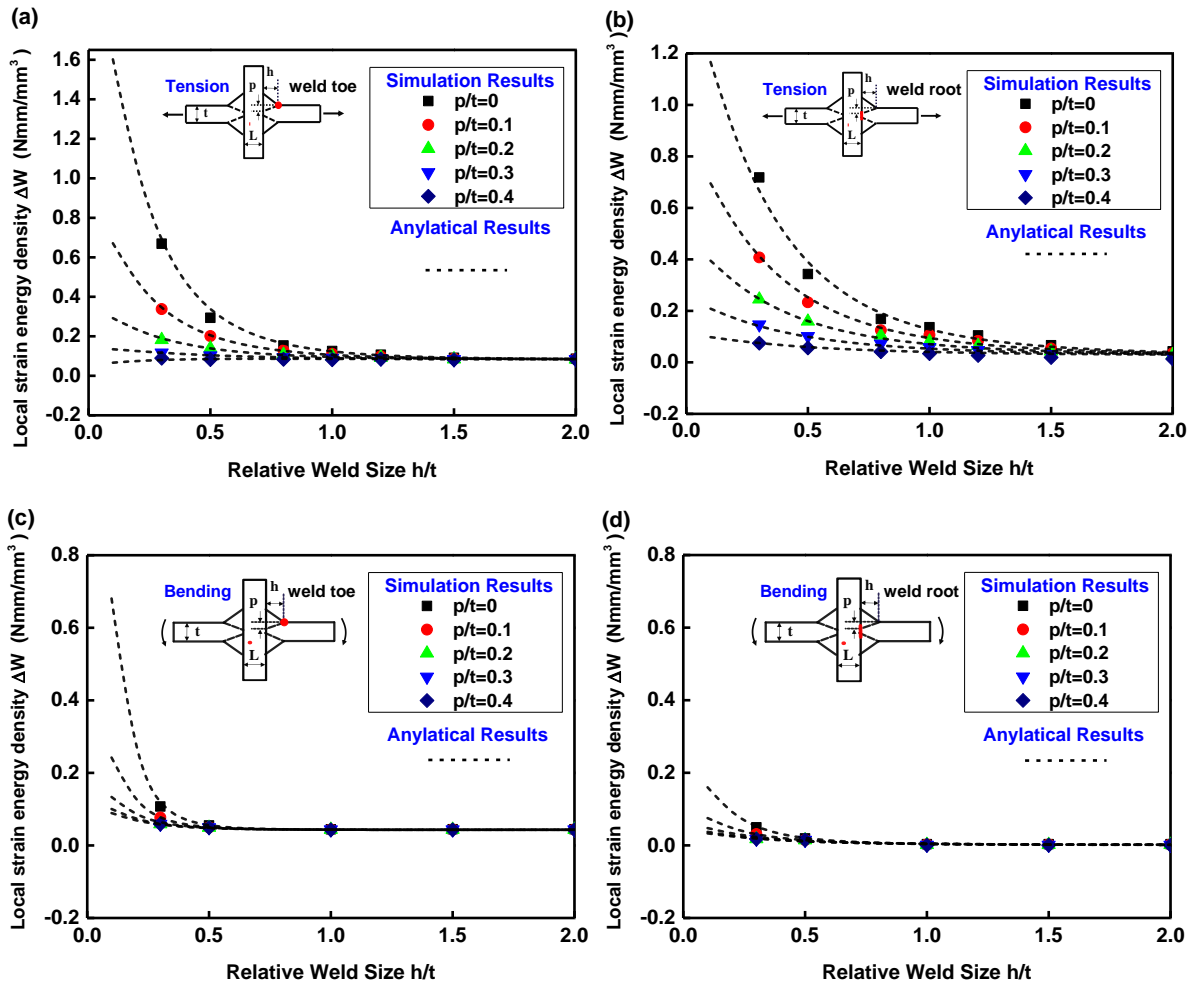 (a)
Local strain energy density ΔW (Nmm/mm³)
1.6
1.4
1.2
1.0
0.8
0.6
0.4
0.2
0.0
-0.2
0.0 0.5 1.0 1.5 2.0
Relative Weld Size h/t
Tension
h
p
weld toe
t
L
Simulation Results
p/t=0
p/t=0.1
p/t=0.2
p/t=0.3
p/t=0.4
Anylatical Results
(b)
Local strain energy density ΔW (Nmm/mm³)
1.2
1.0
0.8
0.6
0.4
0.2
0.0
-0.2
0.0 0.5 1.0 1.5 2.0
Relative Weld Size h/t
Tension
h
p
weld root
t
L
Simulation Results
p/t=0
p/t=0.1
p/t=0.2
p/t=0.3
p/t=0.4
Anylatical Results
(c)
Local strain energy density ΔW (Nmm/mm³)
0.8
0.6
0.4
0.2
0.0
-0.2
0.0 0.5 1.0 1.5 2.0
Relative Weld Size h/t
Bending
h
p
weld toe
t
L
Simulation Results
p/t=0
p/t=0.1
p/t=0.2
p/t=0.3
p/t=0.4
Anylatical Results
(d)
Local strain energy density ΔW (Nmm/mm³)
0.8
0.6
0.4
0.2
0.0
-0.2
0.0 0.5 1.0 1.5 2.0
Relative Weld Size h/t
Bending
h
p
weld root
t
L
Simulation Results
p/t=0
p/t=0.1
p/t=0.2
p/t=0.3
p/t=0.4
Anylatical Results